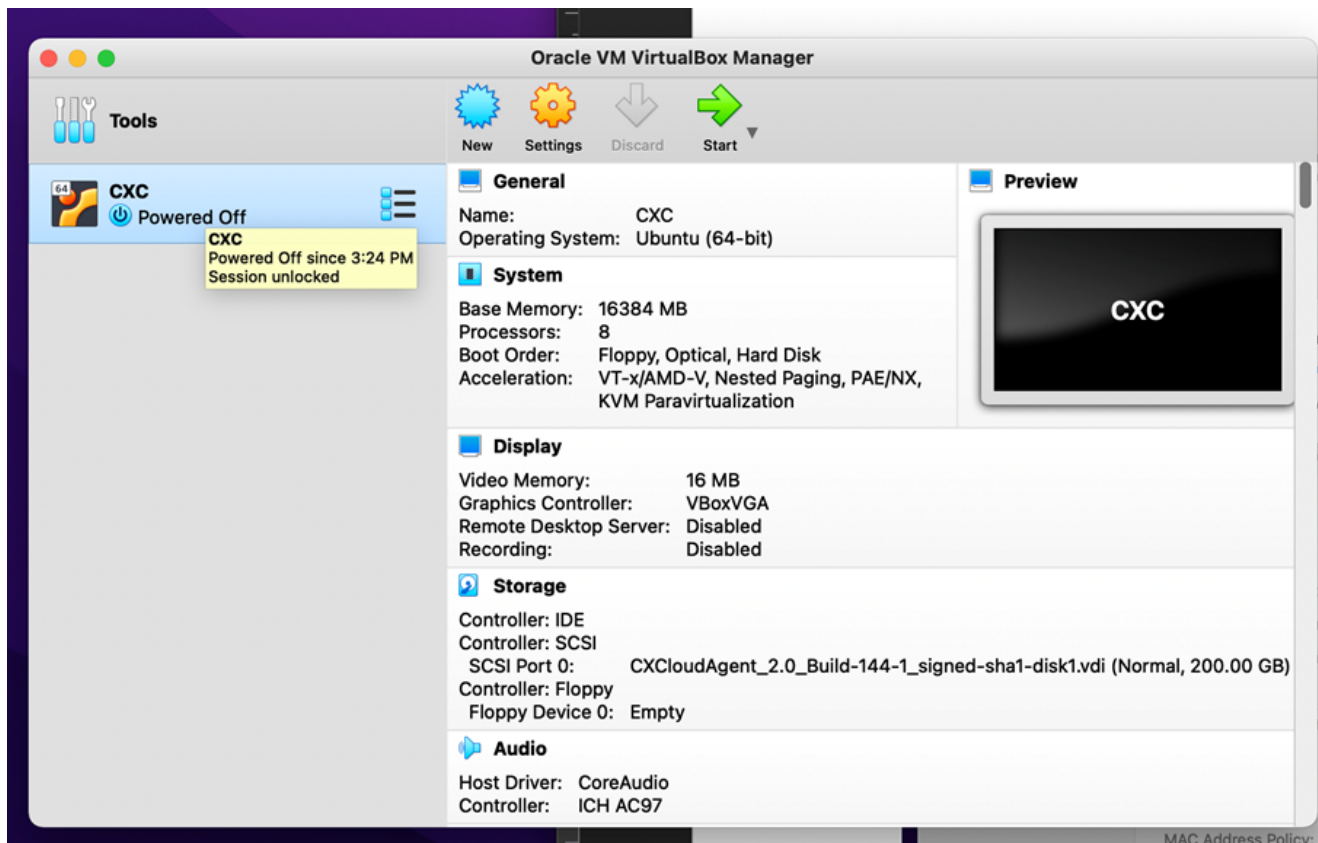 Oracle VM VirtualBox Manager
Tools
New Settings Discard Start
64
CXC
Powered Off
CXC
Powered Off since 3:24 PM
Session unlocked
General
Name: CXC
Operating System: Ubuntu (64-bit)
Preview
CXC
System
Base Memory: 16384 MB
Processors: 8
Boot Order: Floppy, Optical, Hard Disk
Acceleration: VT-x/AMD-V, Nested Paging, PAE/NX,
KVM Paravirtualization
Display
Video Memory: 16 MB
Graphics Controller: VBoxVGA
Remote Desktop Server: Disabled
Recording: Disabled
Storage
Controller: IDE
Controller: SCSI
SCSI Port 0: CXCloudAgent_2.0_Build-144-1_signed-sha1-disk1.vdi (Normal, 200.00 GB)
Controller: Floppy
Floppy Device 0: Empty
Audio
Host Driver: CoreAudio
Controller: ICH AC97
MAC Address Policy: